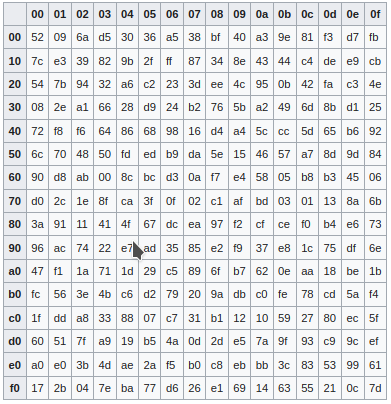 00 01 02 03 04 05 06 07 08 09 0a 0b 0c 0d 0e 0f
00 52 09 6a d5 30 36 a5 38 bf 40 a3 9e 81 f3 d7 fb
10 7c e3 39 82 9b 2f ff 87 34 8e 43 44 c4 de e9 cb
20 54 7b 94 32 a6 c2 23 3d ee 4c 95 0b 42 fa c3 4e
30 08 2e a1 66 28 d9 24 b2 76 5b a2 49 6d 8b d1 25
40 72 f8 f6 64 86 68 98 16 d4 a4 5c cc 5d 65 b6 92
50 6c 70 48 50 fd ed b9 da 5e 15 46 57 a7 8d 9d 84
60 90 d8 ab 00 8c bc d3 0a f7 e4 58 05 b8 b3 45 06
70 d0 2c 1e 8f ca 3f 0f 02 c1 af bd 03 01 13 8a 6b
80 3a 91 11 41 4f 67 dc ea 97 f2 cf ce f0 b4 e6 73
90 96 ac 74 22 e7 ad 35 85 e2 f9 37 e8 1c 75 df 6e
a0 47 f1 1a 71 1d 29 c5 89 6f b7 62 0e aa 18 be 1b
b0 fc 56 3e 4b c6 d2 79 20 9a db c0 fe 78 cd 5a f4
c0 1f dd a8 33 88 07 c7 31 b1 12 10 59 27 80 ec 5f
d0 60 51 7f a9 19 b5 4a 0d 2d e5 7a 9f 93 c9 9c ef
e0 a0 e0 3b 4d ae 2a f5 b0 c8 eb bb 3c 83 53 99 61
f0 17 2b 04 7e ba 77 d6 26 e1 69 14 63 55 21 0c 7d